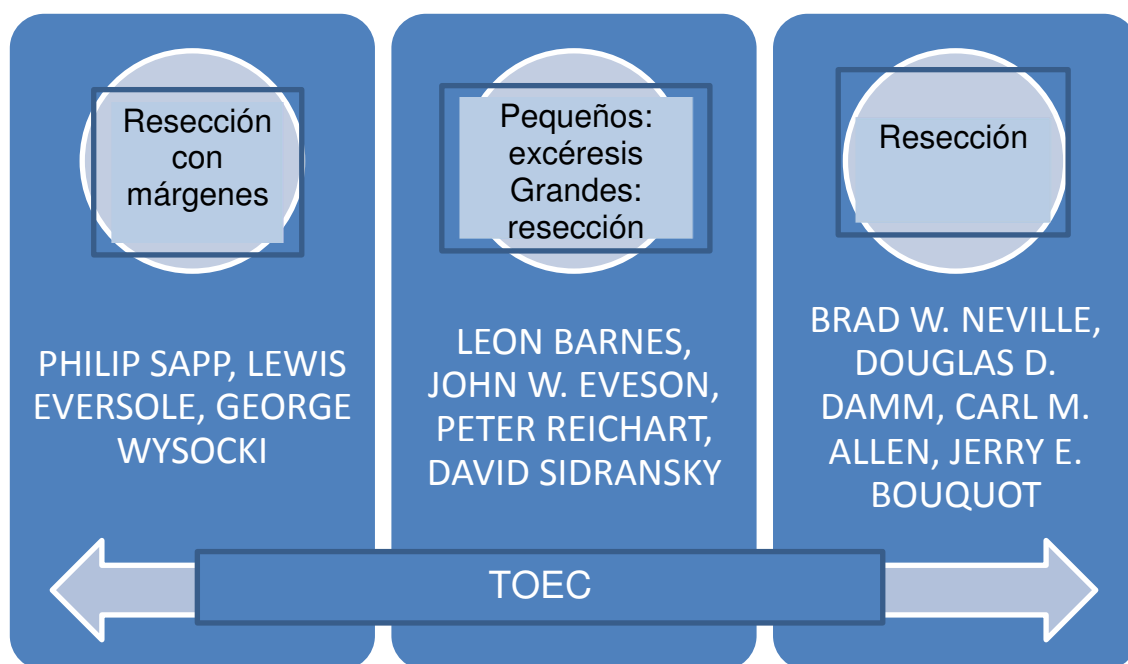 Resección
con
márgenes
PHILIP SAPP, LEWIS
EVERSOLE, GEORGE
WYSOCKI
Pequeños:
excéresis
Grandes:
resección
LEON BARNES,
JOHN W. EVESON,
PETER REICHART,
DAVID SIDRANSKY
Resección
BRAD W. NEVILLE,
DOUGLAS D.
DAMM, CARL M.
ALLEN, JERRY E.
BOUQUOT
TOEC